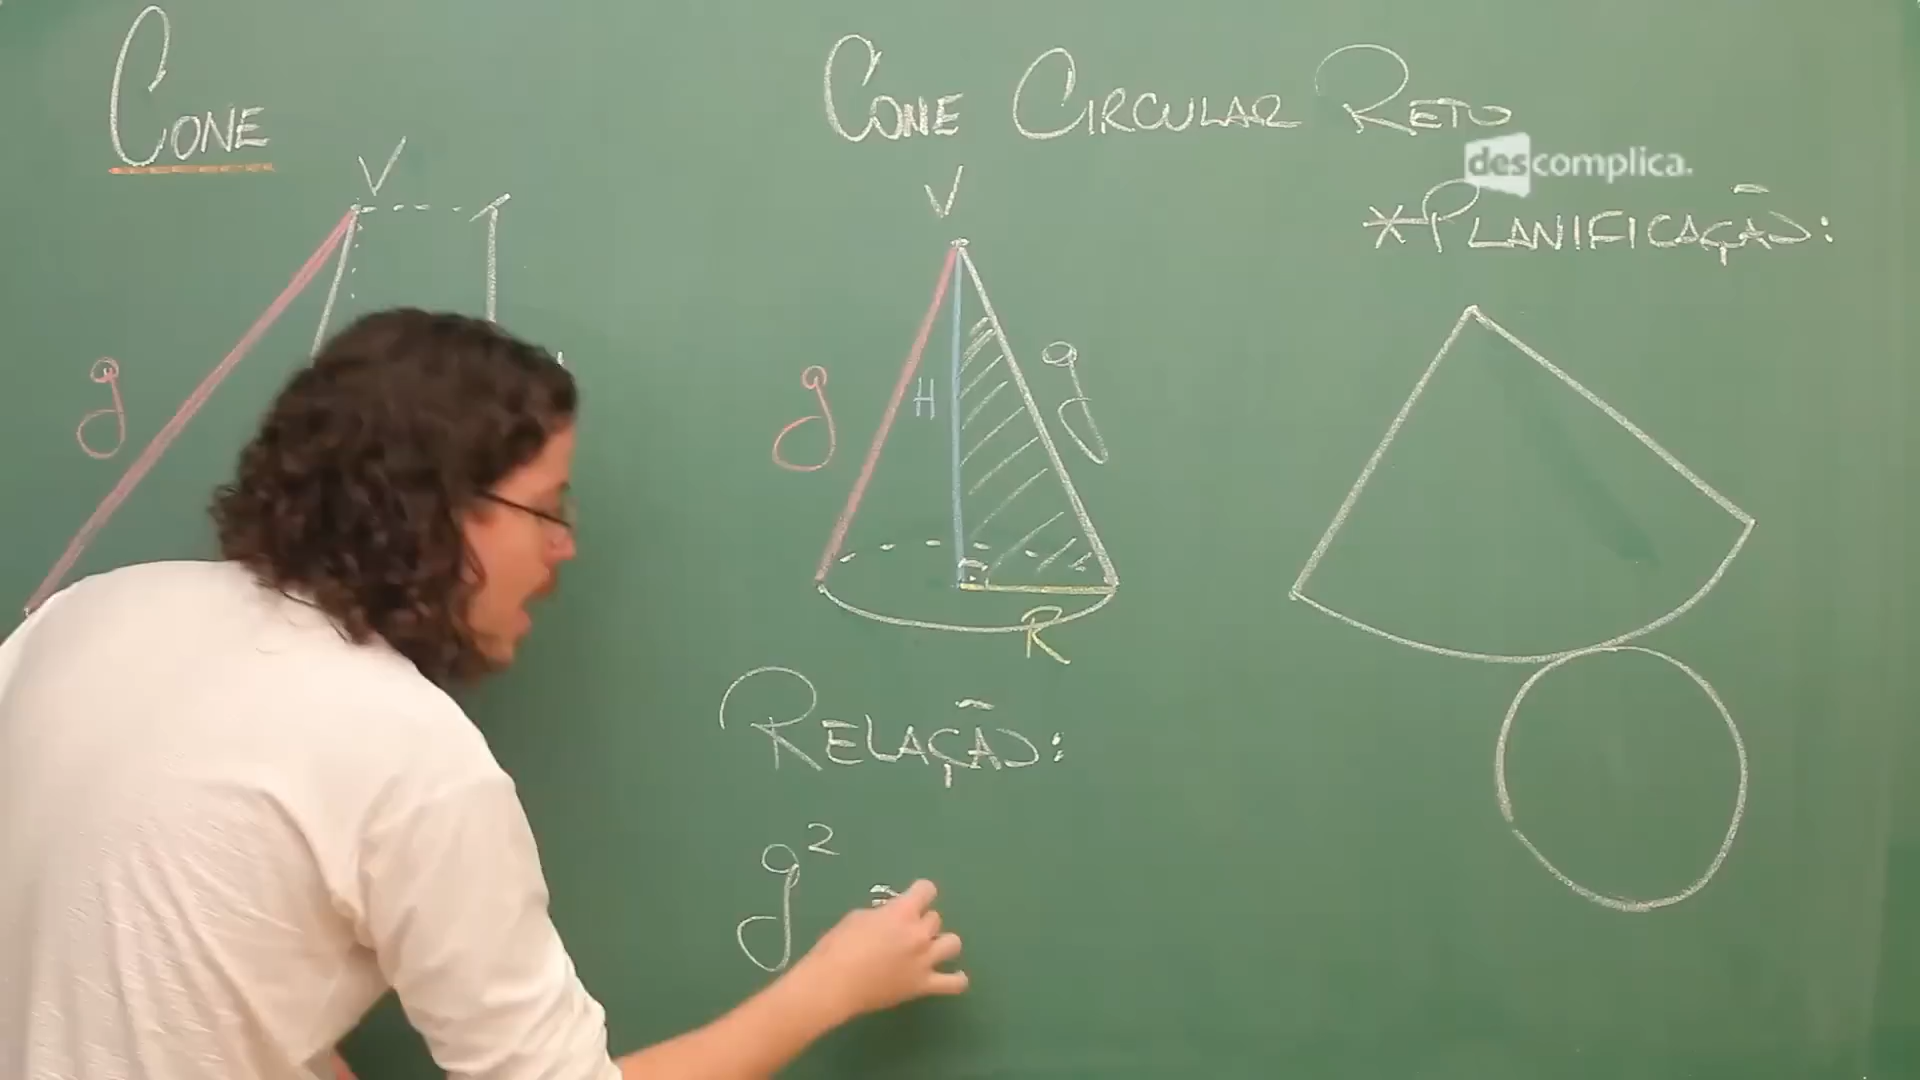 CONE
V
g
CONE CIRCULAR RETO
V
g
H
g
R
RELAÇÃO:
g² =
descomplica.
*PLANIFICAÇÃO: